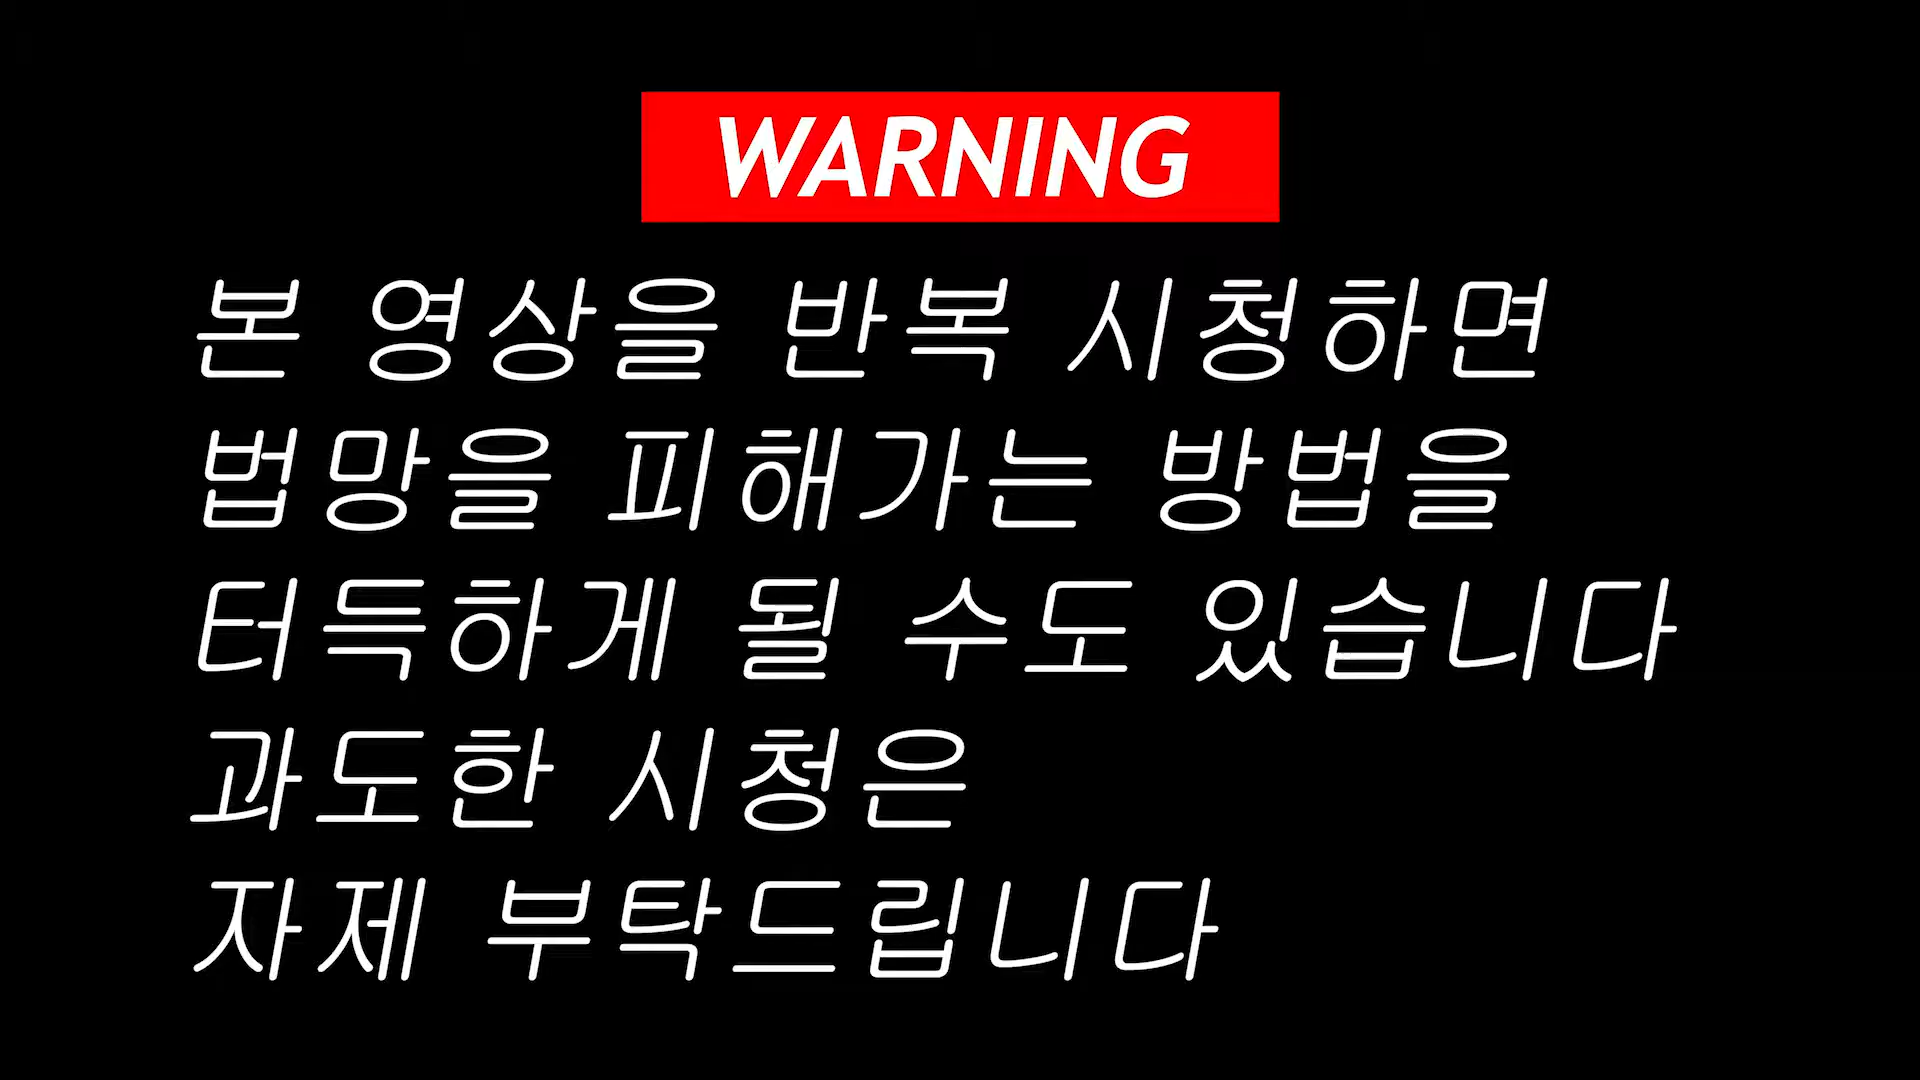 WARNING
본 영상을 반복 시청하면
법망을 피해가는 방법을
터득하게 될 수도 있습니다
과도한 시청은
자제 부탁드립니다